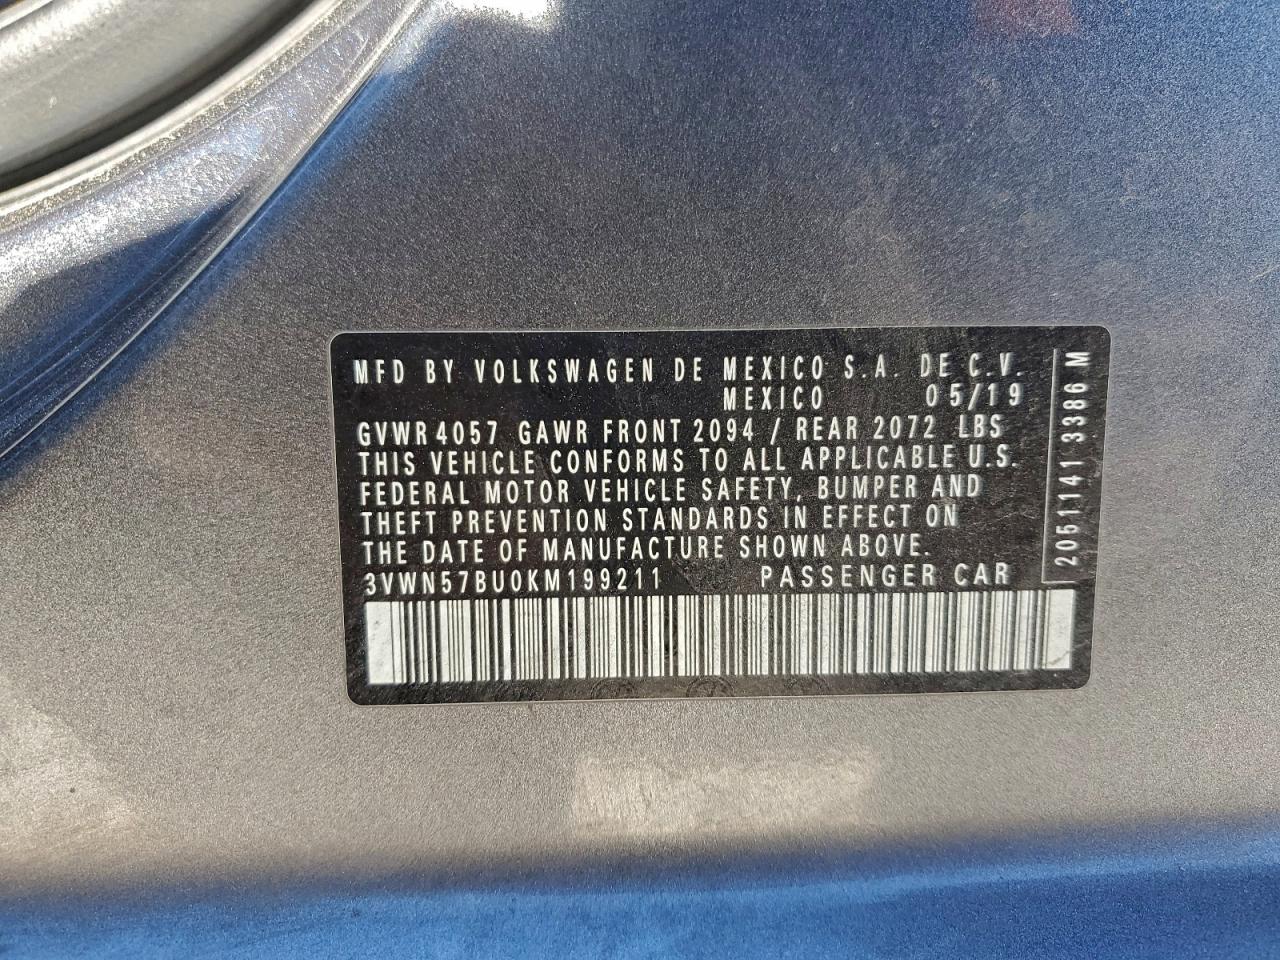 MFD BY VOLKSWAGEN DE MEXICO S.A. DE C.V.
MEXICO 05/19
GVWR 4057 GAWR FRONT 2094 / REAR 2072 LBS
THIS VEHICLE CONFORMS TO ALL APPLICABLE U.S.
FEDERAL MOTOR VEHICLE SAFETY, BUMPER AND
THEFT PREVENTION STANDARDS IN EFFECT ON
THE DATE OF MANUFACTURE SHOWN ABOVE.
3VWN57BU0KM199211 PASSENGER CAR
2061141 3386 M